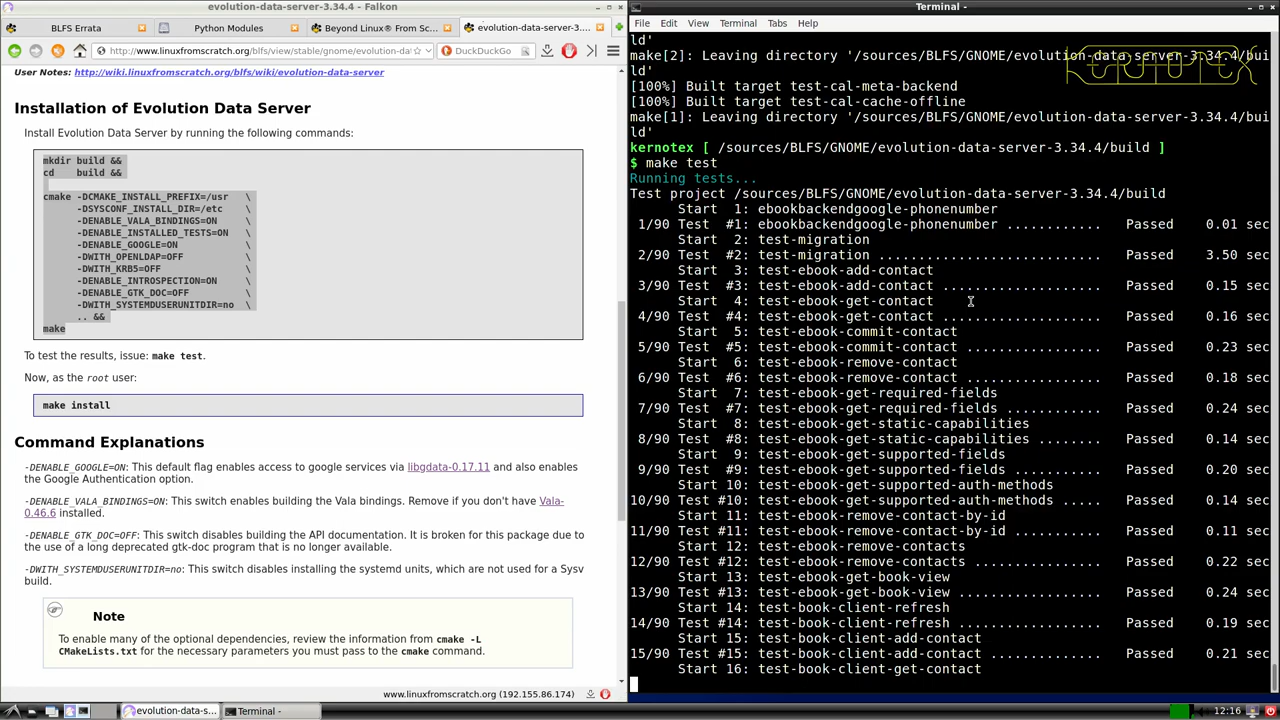 evolution-data-server-3.34.4 - Falkon
BLFS Errata
Python Modules
Beyond Linux® From Sc
evolution-data-server-3.34.4
http://www.linuxfromscratch.org/blfs/view/stable/gnome/evolution-da
DuckDuckGo
User Notes: http://wiki.linuxfromscratch.org/blfs/wiki/evolution-data-server
Installation of Evolution Data Server
Install Evolution Data Server by running the following commands:
mkdir build &&
cd    build &&
cmake -DCMAKE_INSTALL_PREFIX=/usr   \
-DSYSCONF_INSTALL_DIR=/etc    \
-DENABLE_VALA_BINDINGS=ON     \
-DENABLE_INSTALLED_TESTS=ON   \
-DENABLE_GOOGLE=ON            \
-DWITH_OPENLDAP=OFF           \
-DWITH_KRB5=OFF               \
-DENABLE_INTROSPECTION=ON     \
-DENABLE_GTK_DOC=OFF          \
-DWITH_SYSTEMDUSERUNITDIR=no  \
.. &&
make
To test the results, issue: make test.
Now, as the root user:
make install
Command Explanations
-DENABLE_GOOGLE=ON: This default flag enables access to google services via libgdata-0.17.11 and also enables
the Google Authentication option.
-DENABLE_VALA_BINDINGS=ON: This switch enables building the Vala bindings. Remove if you don't have Vala-
0.46.6 installed.
-DENABLE_GTK_DOC=OFF: This switch disables building the API documentation. It is broken for this package due to
the use of a long deprecated gtk-doc program that is no longer available.
-DWITH_SYSTEMDUSERUNITDIR=no: This switch disables installing the systemd units, which are not used for a Sysv
build.
Note
To enable many of the optional dependencies, review the information from cmake -L
CMakeLists.txt for the necessary parameters you must pass to the cmake command.
www.linuxfromscratch.org (192.155.86.174)
Terminal -
File Edit View Terminal Tabs Help
ld'
make[2]: Leaving directory '/sources/BLFS/GNOME/evolution-data-server-3.34.4/bui
ld'
[100%] Built target test-cal-meta-backend
[100%] Built target test-cal-cache-offline
make[1]: Leaving directory '/sources/BLFS/GNOME/evolution-data-server-3.34.4/bui
ld'
kernotex [ /sources/BLFS/GNOME/evolution-data-server-3.34.4/build ]
$ make test
Running tests...
Test project /sources/BLFS/GNOME/evolution-data-server-3.34.4/build
Start  1: ebookbackendgoogle-phonenumber
1/90 Test  #1: ebookbackendgoogle-phonenumber ............   Passed    0.01 sec
Start  2: test-migration
2/90 Test  #2: test-migration ............................   Passed    3.50 sec
Start  3: test-ebook-add-contact
3/90 Test  #3: test-ebook-add-contact ....................   Passed    0.15 sec
Start  4: test-ebook-get-contact
4/90 Test  #4: test-ebook-get-contact ....................   Passed    0.16 sec
Start  5: test-ebook-commit-contact
5/90 Test  #5: test-ebook-commit-contact .................   Passed    0.23 sec
Start  6: test-ebook-remove-contact
6/90 Test  #6: test-ebook-remove-contact .................   Passed    0.18 sec
Start  7: test-ebook-get-required-fields
7/90 Test  #7: test-ebook-get-required-fields ............   Passed    0.24 sec
Start  8: test-ebook-get-static-capabilities
8/90 Test  #8: test-ebook-get-static-capabilities ........   Passed    0.14 sec
Start  9: test-ebook-get-supported-fields
9/90 Test  #9: test-ebook-get-supported-fields ...........   Passed    0.20 sec
Start 10: test-ebook-get-supported-auth-methods
10/90 Test #10: test-ebook-get-supported-auth-methods .....   Passed    0.14 sec
Start 11: test-ebook-remove-contact-by-id
11/90 Test #11: test-ebook-remove-contact-by-id ...........   Passed    0.11 sec
Start 12: test-ebook-remove-contacts
12/90 Test #12: test-ebook-remove-contacts ................   Passed    0.22 sec
Start 13: test-ebook-get-book-view
13/90 Test #13: test-ebook-get-book-view ..................   Passed    0.24 sec
Start 14: test-book-client-refresh
14/90 Test #14: test-book-client-refresh ..................   Passed    0.19 sec
Start 15: test-book-client-add-contact
15/90 Test #15: test-book-client-add-contact ..............   Passed    0.21 sec
Start 16: test-book-client-get-contact
evolution-data-s...
Terminal -
12:16